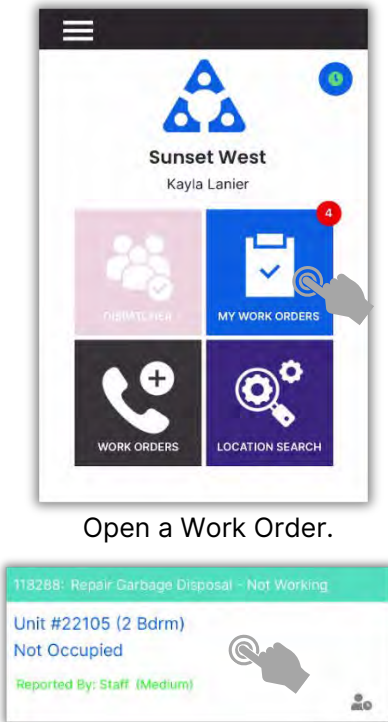 Sunset West
Kayla Lanier
4
DISPATCHER
MY WORK ORDERS
WORK ORDERS
LOCATION SEARCH
Open a Work Order.
118288: Repair Garbage Disposal - Not Working
Unit #22105 (2 Bdrm)
Not Occupied
Reported By: Staff (Medium)